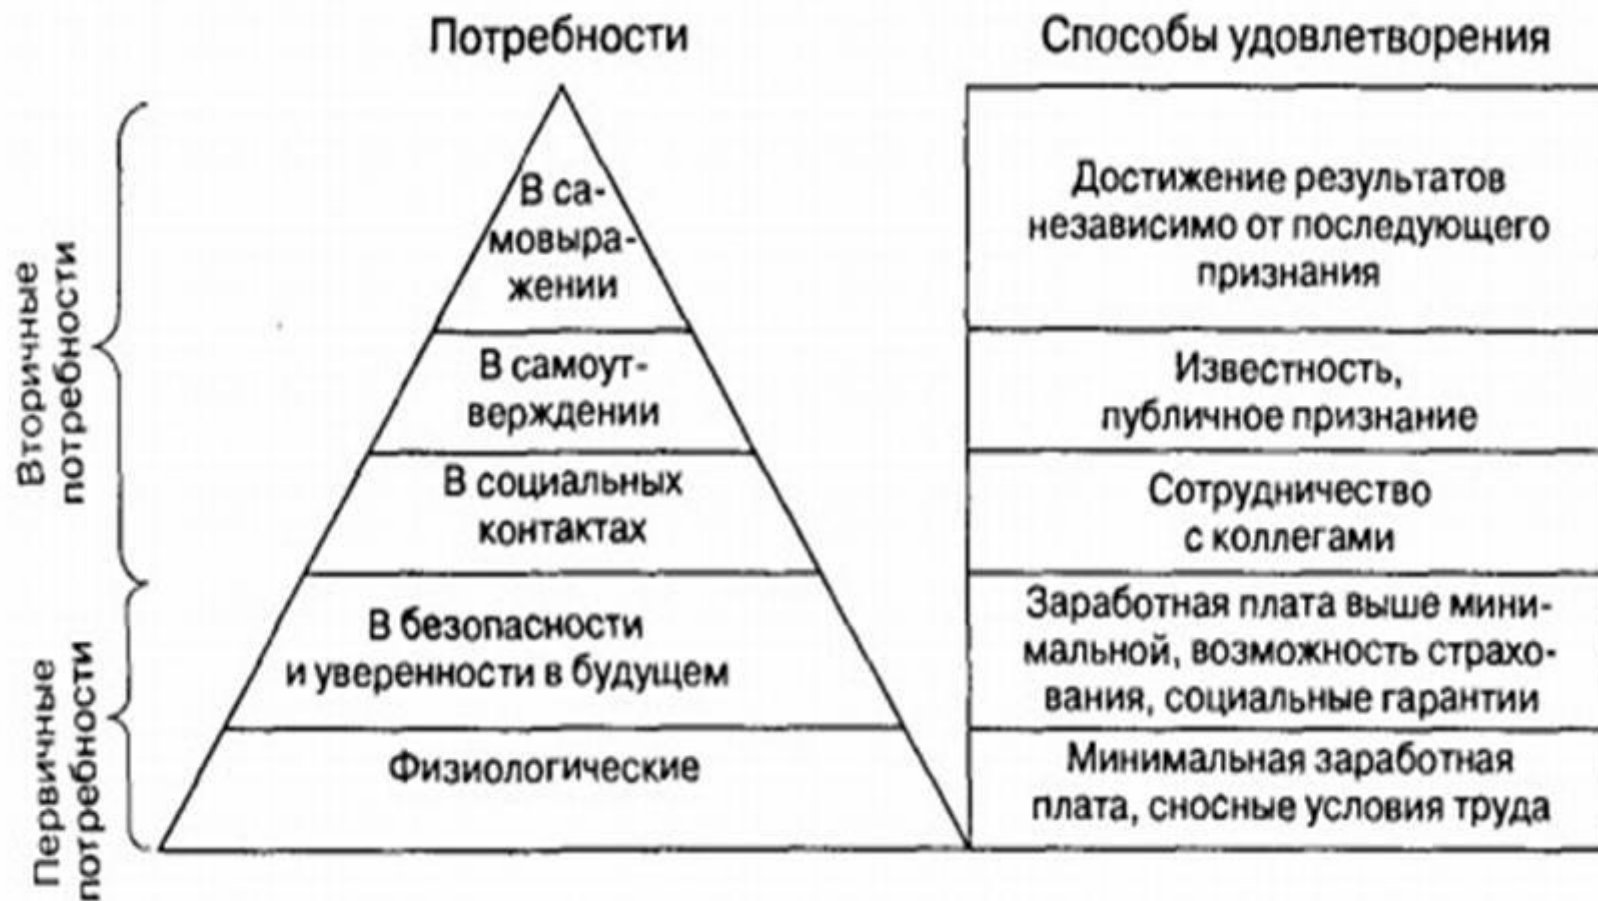 Потребности
Способы удовлетворения
Вторичные
потребности
В са-
мовыра-
жении
Достижение результатов
независимо от последующего
признания
В самоут-
верждении
Известность,
публичное признание
В социальных
контактах
Сотрудничество
с коллегами
Первичные
потребности
В безопасности
и уверенности в будущем
Заработная плата выше мини-
мальной, возможность страхо-
вания, социальные гарантии
Физиологические
Минимальная заработная
плата, сносные условия труда